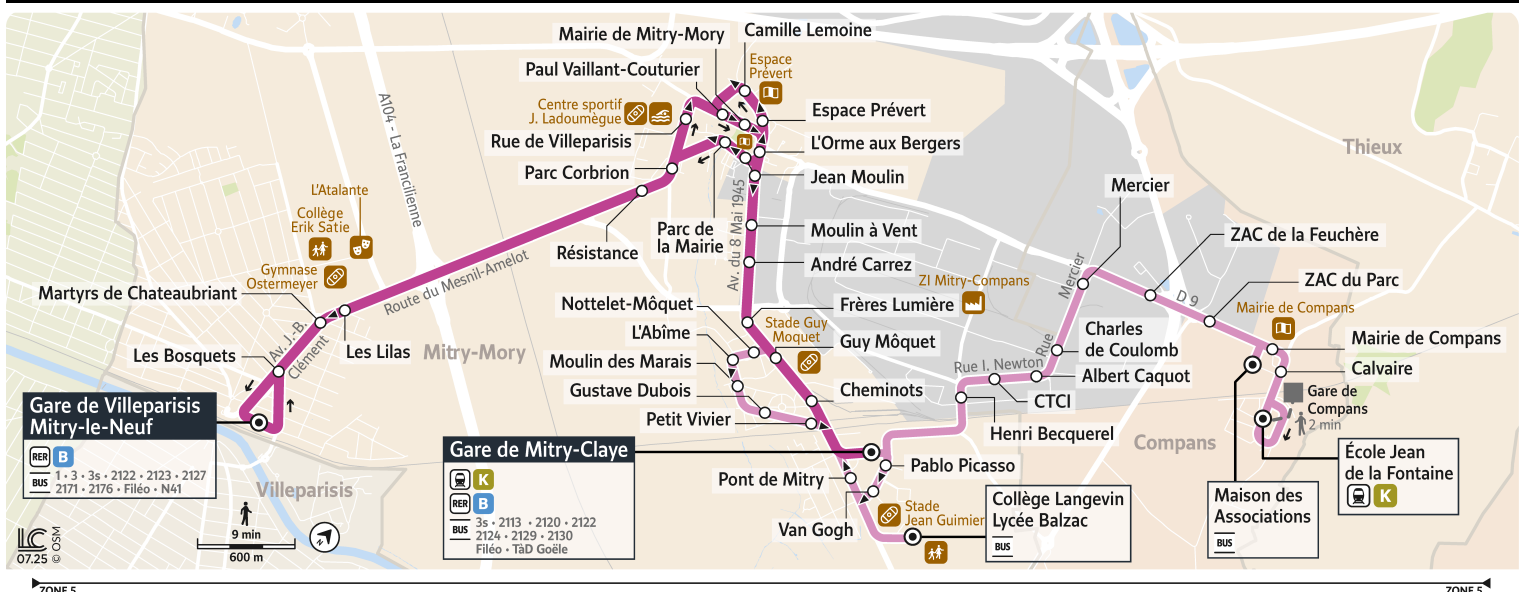 Mairie de Mitry-Mory
Camille Lemoine
Paul Vaillant-Couturier
Espace
Prévert
Centre sportif
J. Ladoumègue
Espace Prévert
Rue de Villeparisis
L'Orme aux Bergers
Parc Corbrion
Jean Moulin
Thieux
A104 - La Francilienne
L'Atalante
Collège
Erik Satie
Gymnase
Ostermeyer
Résistance
Parc de
la Mairie
Av. du 8 Mai 1945
Moulin à Vent
André Carrez
Mercier
ZAC de la Feuchère
ZI Mitry-Compans
Rue Mercier
D 9
ZAC du Parc
Martyrs de Chateaubriant
Route du Mesnil-Amelot
Nottelet-Môquet
Frères Lumière
Mairie de Compans
L'Abîme
Stade Guy
Moquet
Guy Môquet
Charles
de Coulomb
Mairie de Compans
Les Bosquets
Av. J.-B.
Clément
Les Lilas
Mitry-Mory
Moulin des Marais
Rue I. Newton
Albert Caquot
Calvaire
Gustave Dubois
Cheminots
CTCI
Gare de
Compans
2 min
Gare de Villeparisis
Mitry-le-Neuf
Petit Vivier
Henri Becquerel
Compans
RER B
BUS
1 • 3 • 3s • 2122 • 2123 • 2127
2171 • 2176 • Filéo • N41
Gare de Mitry-Claye
K
RER B
BUS
3s • 2113 • 2120 • 2122
2124 • 2129 • 2130
Filéo • TàD Goële
Pont de Mitry
Pablo Picasso
École Jean
de la Fontaine
K
Villeparisis
Van Gogh
Stade
Jean Guimier
Collège Langevin
Lycée Balzac
BUS
Maison des
Associations
BUS
9 min
600 m
LC
07.25
© OSM
ZONE 5
ZONE 5